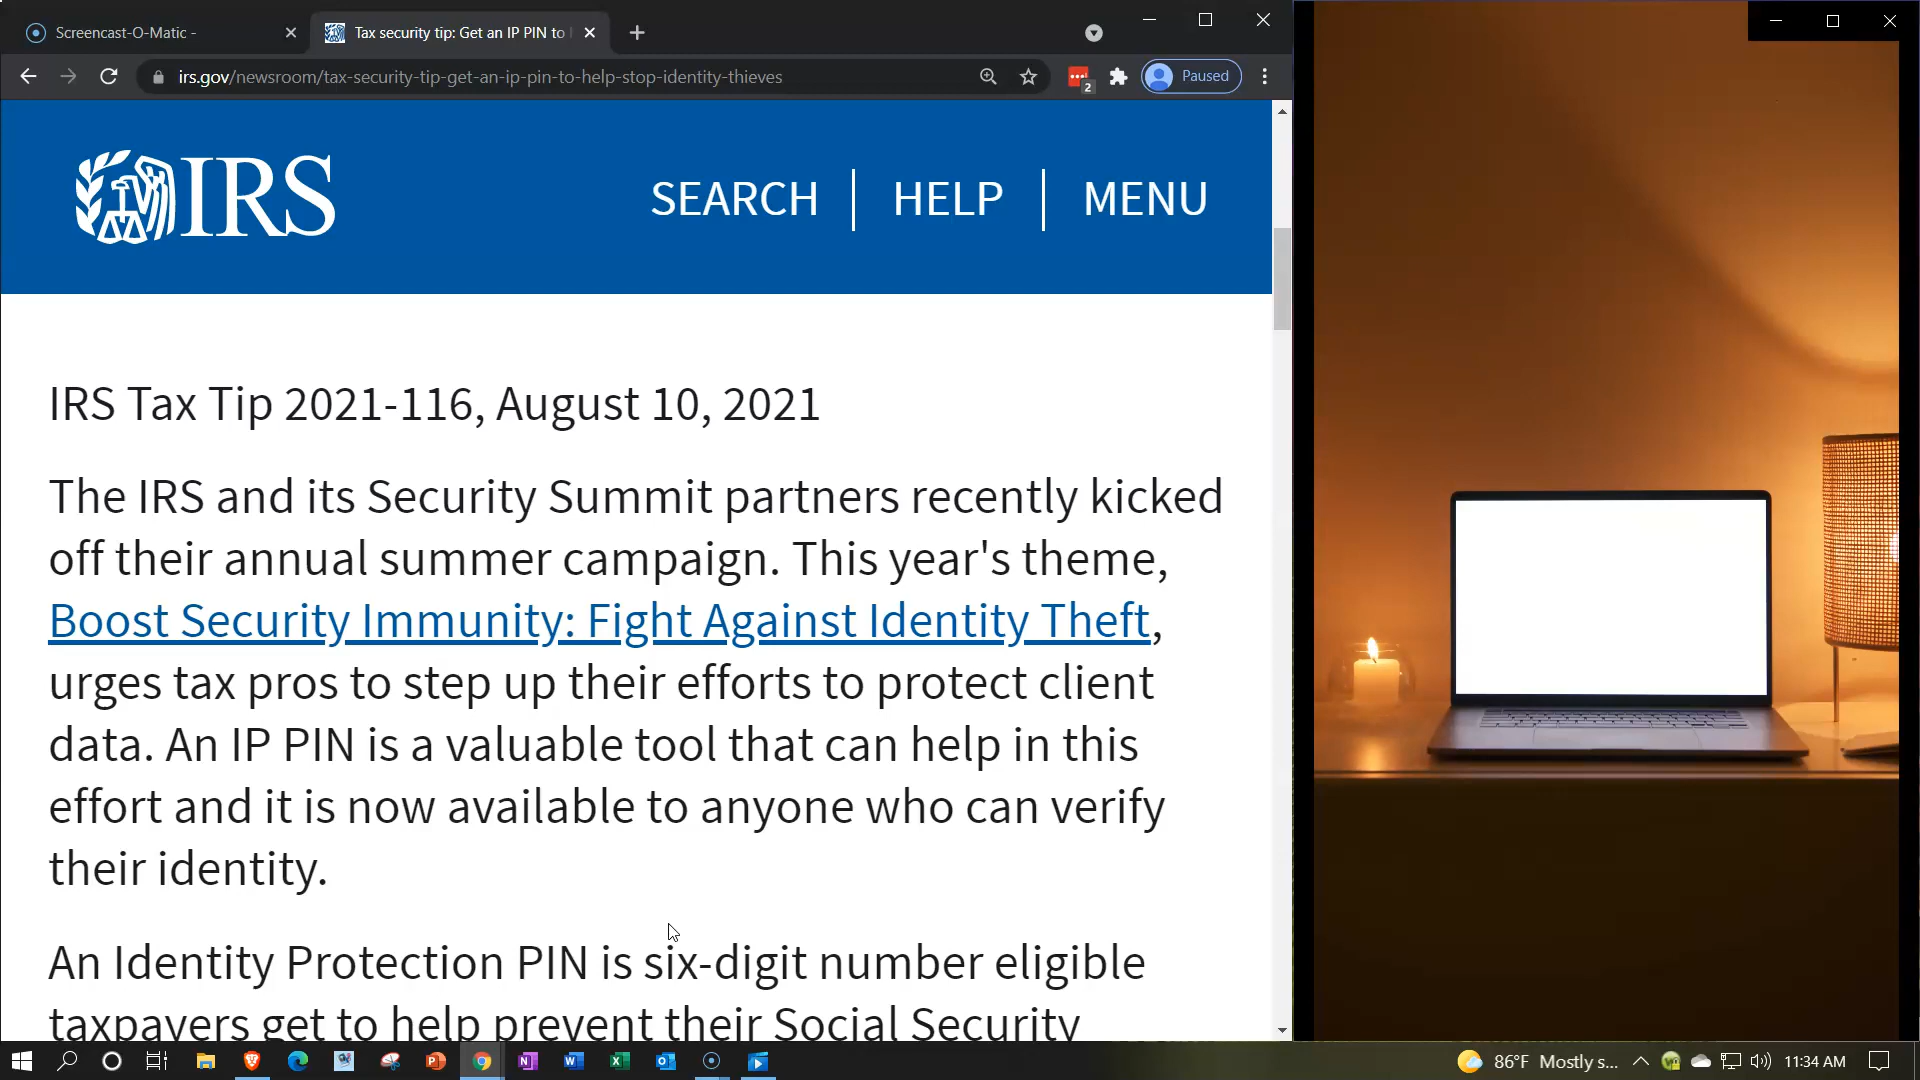 Screencast-O-Matic -
Tax security tip: Get an IP PIN to
irs.gov/newsroom/tax-security-tip-get-an-ip-pin-to-help-stop-identity-thieves
2
Paused
IRS
SEARCH
HELP
MENU
IRS Tax Tip 2021-116, August 10, 2021
The IRS and its Security Summit partners recently kicked
off their annual summer campaign. This year's theme,
Boost Security Immunity: Fight Against Identity Theft,
urges tax pros to step up their efforts to protect client
data. An IP PIN is a valuable tool that can help in this
effort and it is now available to anyone who can verify
their identity.
An Identity Protection PIN is six-digit number eligible
taxpayers get to help prevent their Social Security
86°F Mostly s...
11:34 AM